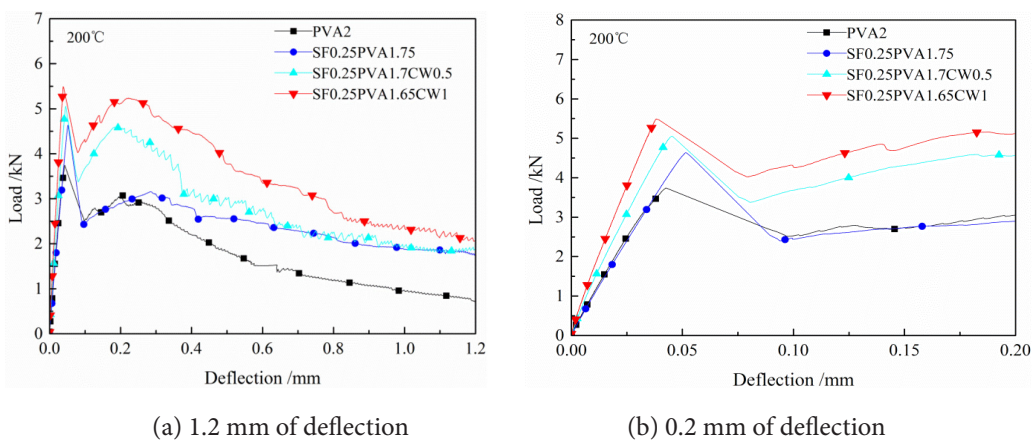 7
6
5
4
3
2
1
0
Load /kN
200℃
PVA2
SF0.25PVA1.75
SF0.25PVA1.7CW0.5
SF0.25PVA1.65CW1
0.0 0.2 0.4 0.6 0.8 1.0 1.2
Deflection /mm
(a) 1.2 mm of deflection
8
7
6
5
4
3
2
1
0
Load /kN
200℃
PVA2
SF0.25PVA1.75
SF0.25PVA1.7CW0.5
SF0.25PVA1.65CW1
0.00 0.05 0.10 0.15 0.20
Deflection /mm
(b) 0.2 mm of deflection